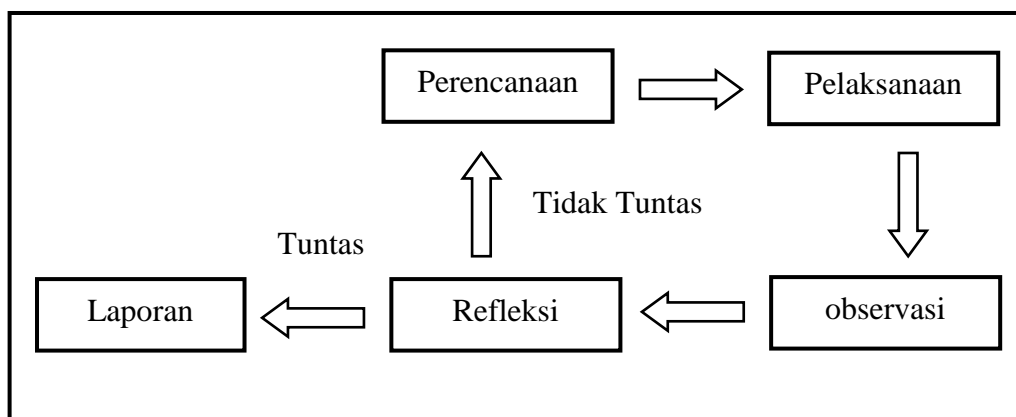 Perencanaan
Pelaksanaan
Tidak Tuntas
Tuntas
Laporan
Refleksi
observasi